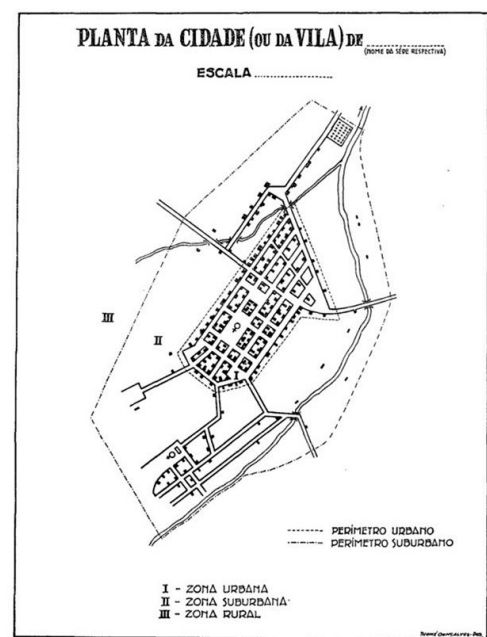 PLANTA DA CIDADE (OU DA VILA) DE
(NOME DA SÉDE RESPECTIVA)
ESCALA
III
II
I
PERÍMETRO URBANO
PERÍMETRO SUBURBANO
I - ZONA URBANA
II - ZONA SUBURBANA
III - ZONA RURAL